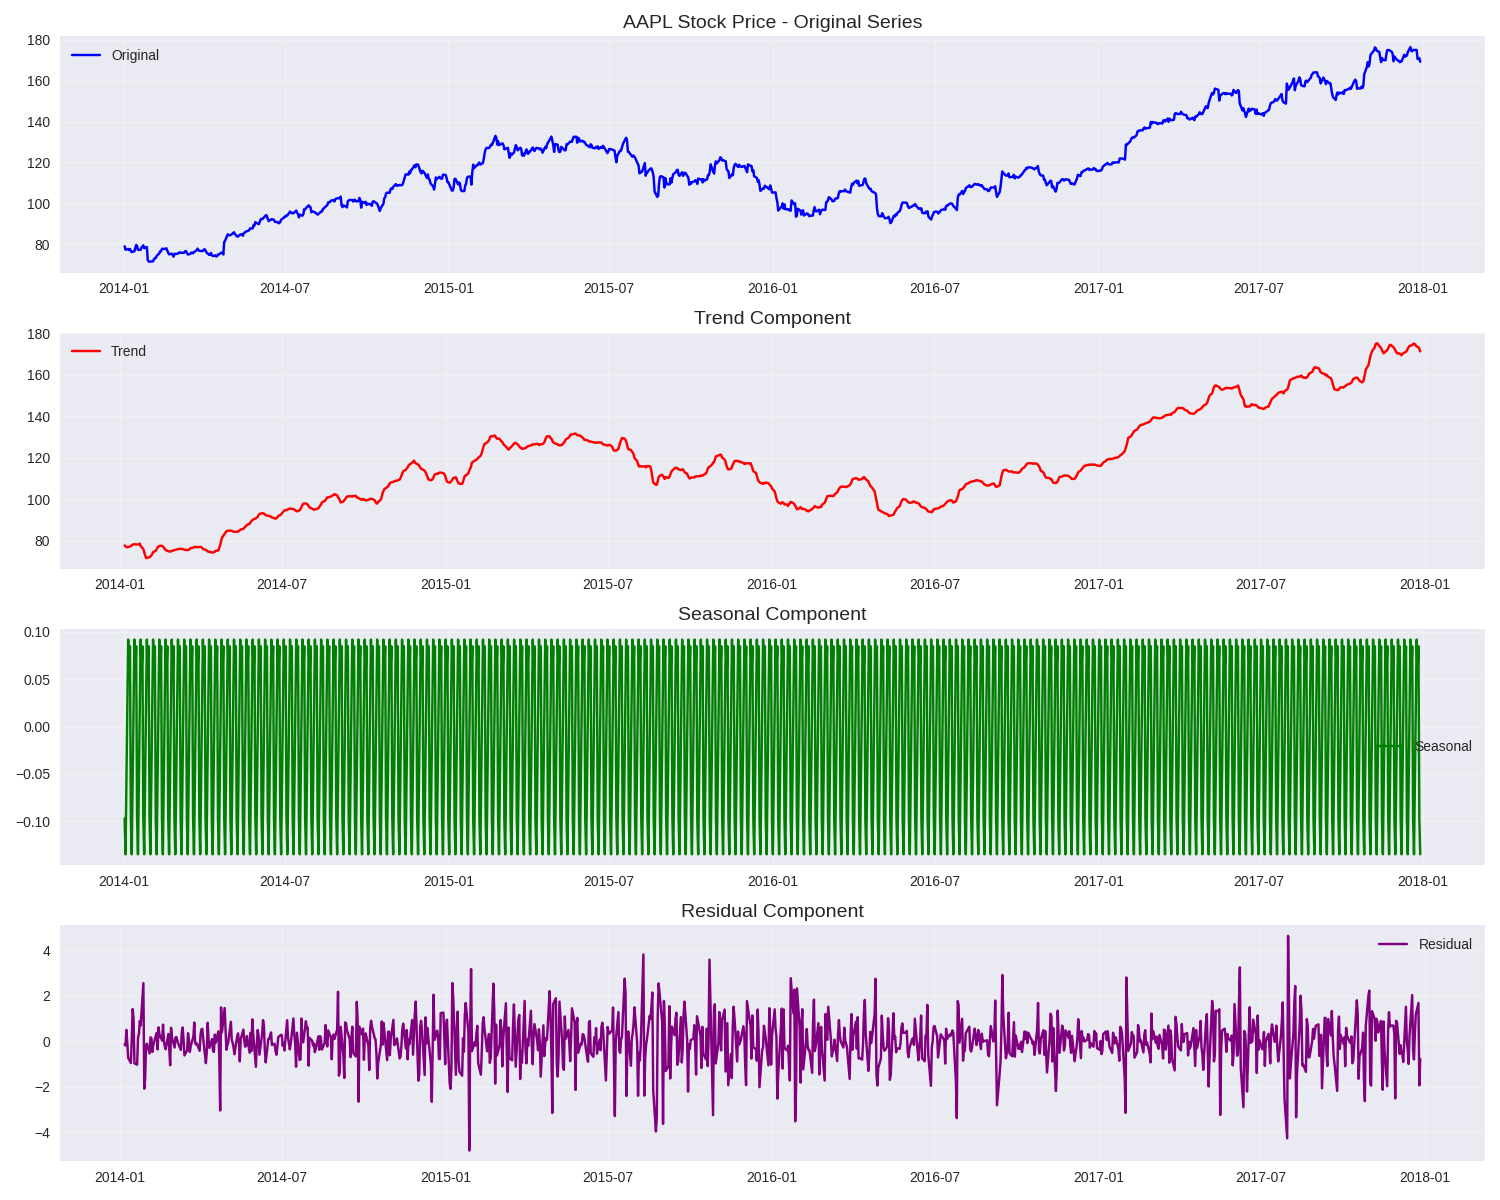 AAPL Stock Price - Original Series
180
Original
160
140
120
100
80
2014-01 2014-07 2015-01 2015-07 2016-01 2016-07 2017-01 2017-07 2018-01
Trend Component
180
Trend
160
140
120
100
80
2014-01 2014-07 2015-01 2015-07 2016-01 2016-07 2017-01 2017-07 2018-01
Seasonal Component
0.10
0.05
0.00
Seasonal
−0.05
−0.10
2014-01 2014-07 2015-01 2015-07 2016-01 2016-07 2017-01 2017-07 2018-01
Residual Component
Residual
4
2
0
−2
−4
2014-01 2014-07 2015-01 2015-07 2016-01 2016-07 2017-01 2017-07 2018-01